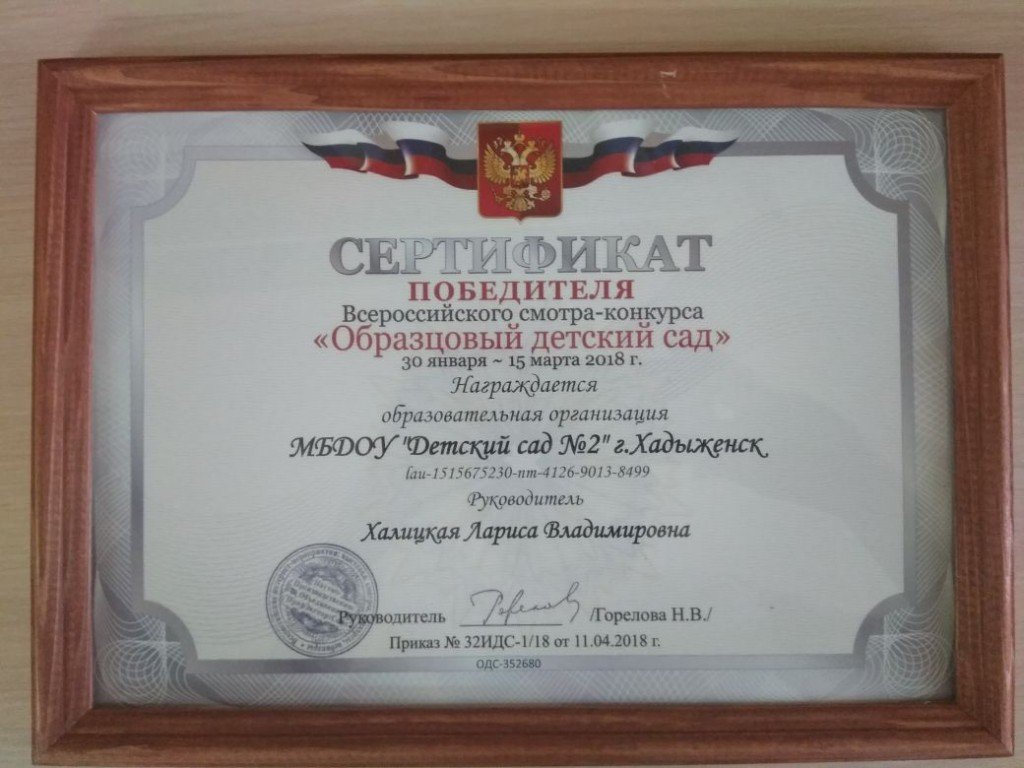 СЕРТИФИКАТ
ПОБЕДИТЕЛЯ
Всероссийского смотра-конкурса
«Образцовый детский сад»
30 января ~ 15 марта 2018 г.
Награждается
образовательная организация
МБДОУ "Детский сад №2" г.Хадыженск
lau-1515675230-nm-4126-9013-8499
Руководитель
Халицкая Лариса Владимировна
Руководитель /Горелова Н.В./
Приказ № 32ИДС-1/18 от 11.04.2018 г.
ОДС-352680